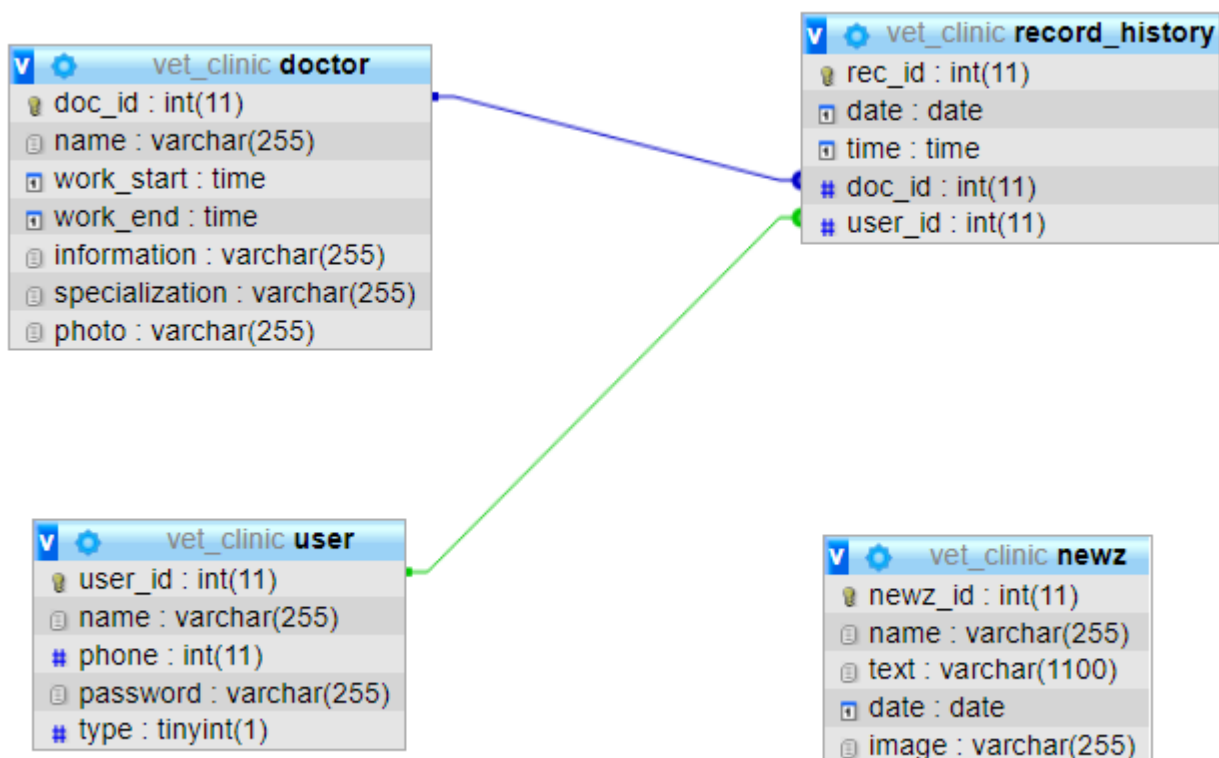 v vet_clinic doctor
doc_id : int(11)
name : varchar(255)
work_start : time
work_end : time
information : varchar(255)
specialization : varchar(255)
photo : varchar(255)
v vet_clinic record_history
rec_id : int(11)
date : date
time : time
# doc_id : int(11)
# user_id : int(11)
v vet_clinic user
user_id : int(11)
name : varchar(255)
# phone : int(11)
password : varchar(255)
# type : tinyint(1)
v vet_clinic newz
newz_id : int(11)
name : varchar(255)
text : varchar(1100)
date : date
image : varchar(255)